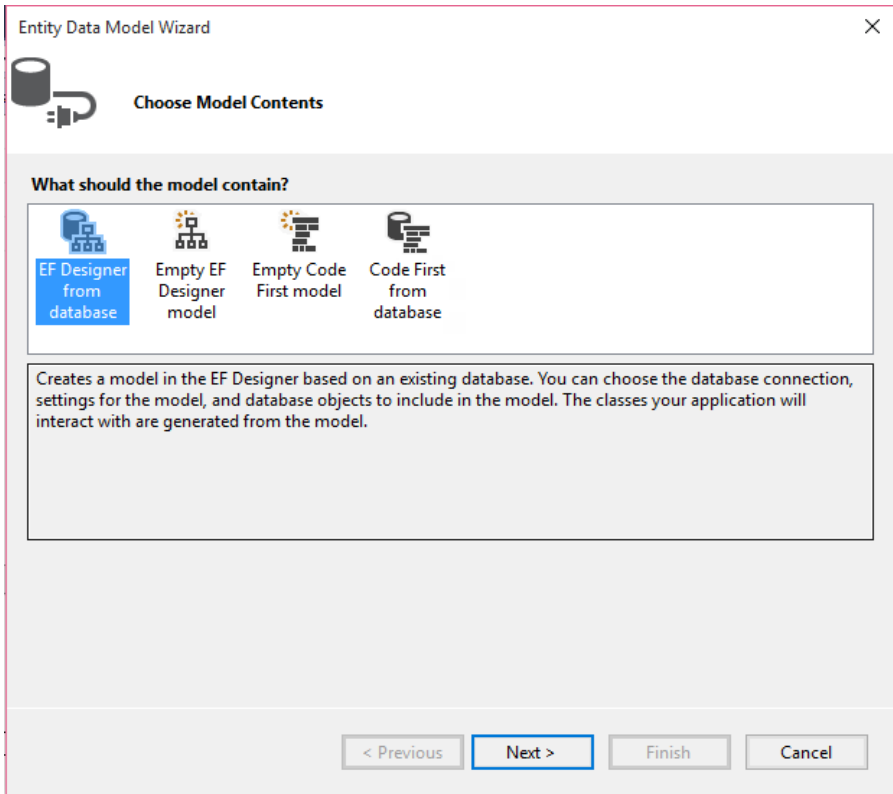 Entity Data Model Wizard
Choose Model Contents
What should the model contain?
EF Designer
from
database
Empty EF
Designer
model
Empty Code
First model
Code First
from
database
Creates a model in the EF Designer based on an existing database. You can choose the database connection,
settings for the model, and database objects to include in the model. The classes your application will
interact with are generated from the model.
< Previous
Next >
Finish
Cancel